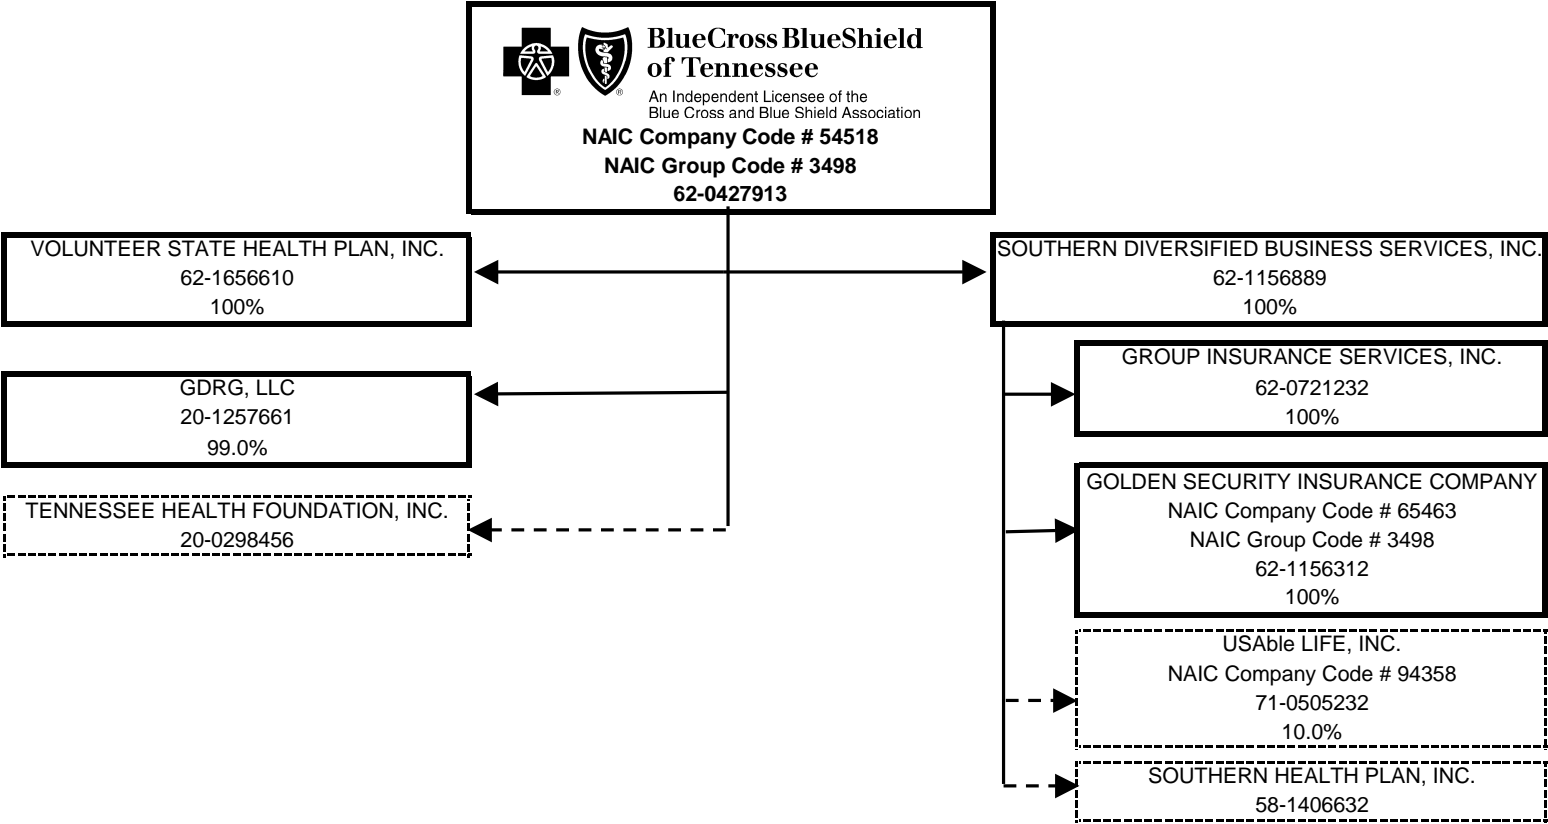 BlueCross BlueShield
of Tennessee
® ®
An Independent Licensee of the
Blue Cross and Blue Shield Association
NAIC Company Code # 54518
NAIC Group Code # 3498
62-0427913
VOLUNTEER STATE HEALTH PLAN, INC.
62-1656610
100%
GDRG, LLC
20-1257661
99.0%
TENNESSEE HEALTH FOUNDATION, INC.
20-0298456
SOUTHERN DIVERSIFIED BUSINESS SERVICES, INC.
62-1156889
100%
GROUP INSURANCE SERVICES, INC.
62-0721232
100%
GOLDEN SECURITY INSURANCE COMPANY
NAIC Company Code # 65463
NAIC Group Code # 3498
62-1156312
100%
USAble LIFE, INC.
NAIC Company Code # 94358
71-0505232
10.0%
SOUTHERN HEALTH PLAN, INC.
58-1406632